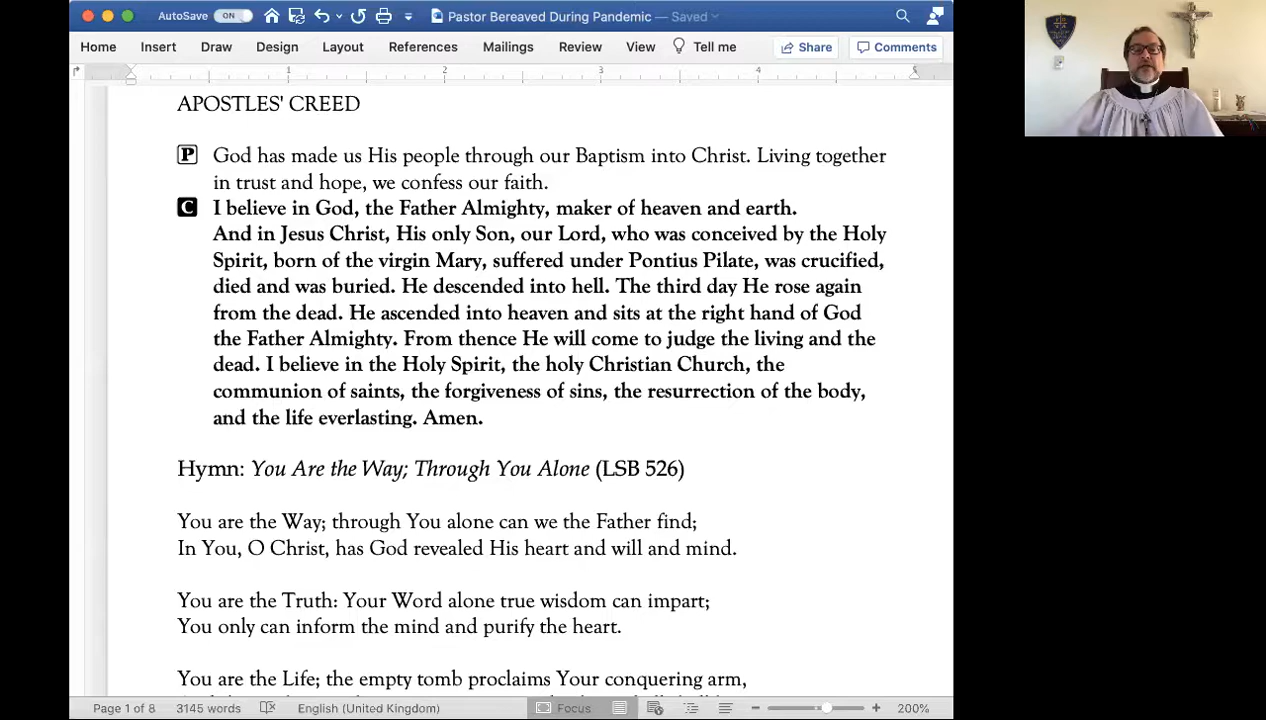 AutoSave ON Pastor Bereaved During Pandemic — Saved
Home Insert Draw Design Layout References Mailings Review View Tell me Share Comments
1 2 3 4 5
APOSTLES' CREED
P God has made us His people through our Baptism into Christ. Living together
in trust and hope, we confess our faith.
C I believe in God, the Father Almighty, maker of heaven and earth.
And in Jesus Christ, His only Son, our Lord, who was conceived by the Holy
Spirit, born of the virgin Mary, suffered under Pontius Pilate, was crucified,
died and was buried. He descended into hell. The third day He rose again
from the dead. He ascended into heaven and sits at the right hand of God
the Father Almighty. From thence He will come to judge the living and the
dead. I believe in the Holy Spirit, the holy Christian Church, the
communion of saints, the forgiveness of sins, the resurrection of the body,
and the life everlasting. Amen.
Hymn: You Are the Way; Through You Alone (LSB 526)
You are the Way; through You alone can we the Father find;
In You, O Christ, has God revealed His heart and will and mind.
You are the Truth: Your Word alone true wisdom can impart;
You only can inform the mind and purify the heart.
You are the Life; the empty tomb proclaims Your conquering arm,
Page 1 of 8 3145 words English (United Kingdom) Focus 200%